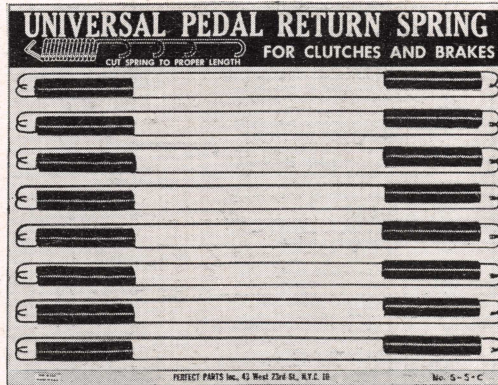 UNIVERSAL PEDAL RETURN SPRING
FOR CLUTCHES AND BRAKES
CUT SPRING TO PROPER LENGTH
PERFECT PARTS Inc., 43 West 23rd St., N.Y.C. 10
No. S-5-C